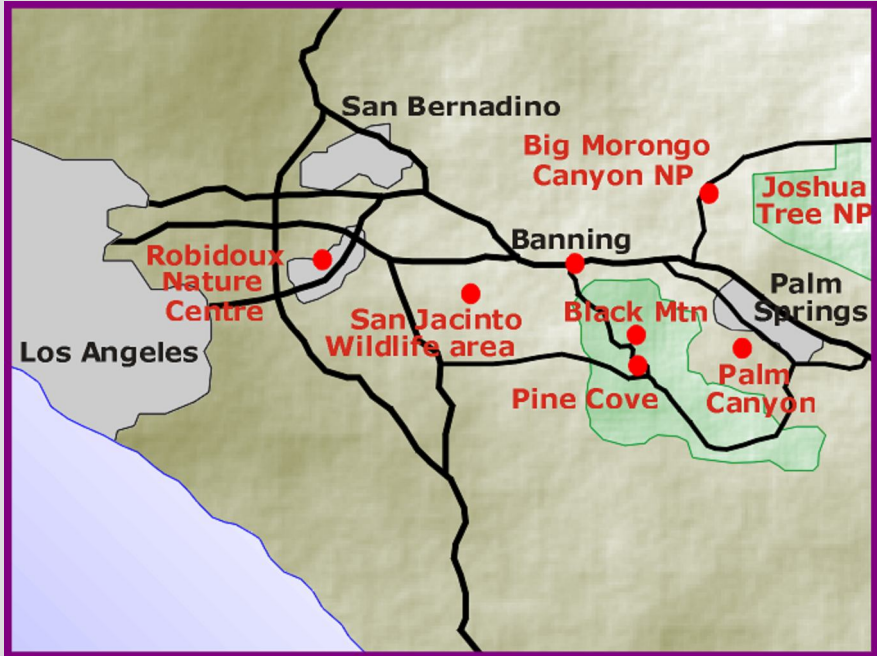 San Bernadino
Big Morongo
Canyon NP
Joshua
Tree NP
Banning
Robidoux
Nature
Centre
Palm
Springs
San Jacinto
Wildlife area
Black Mtn
Los Angeles
Palm
Canyon
Pine Cove